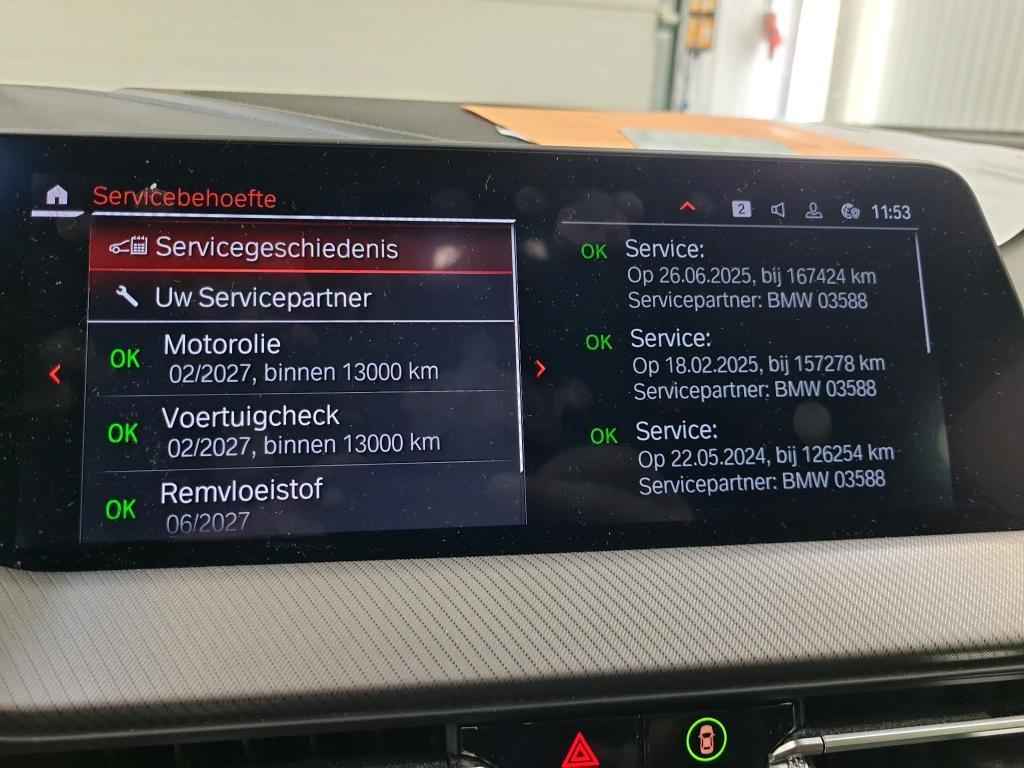 Servicebehoefte
2
11:53
Servicegeschiedenis
Uw Servicepartner
OK Motorolie
02/2027, binnen 13000 km
OK Voertuigcheck
02/2027, binnen 13000 km
OK Remvloeistof
06/2027
OK Service:
Op 26.06.2025, bij 167424 km
Servicepartner: BMW 03588
OK Service:
Op 18.02.2025, bij 157278 km
Servicepartner: BMW 03588
OK Service:
Op 22.05.2024, bij 126254 km
Servicepartner: BMW 03588